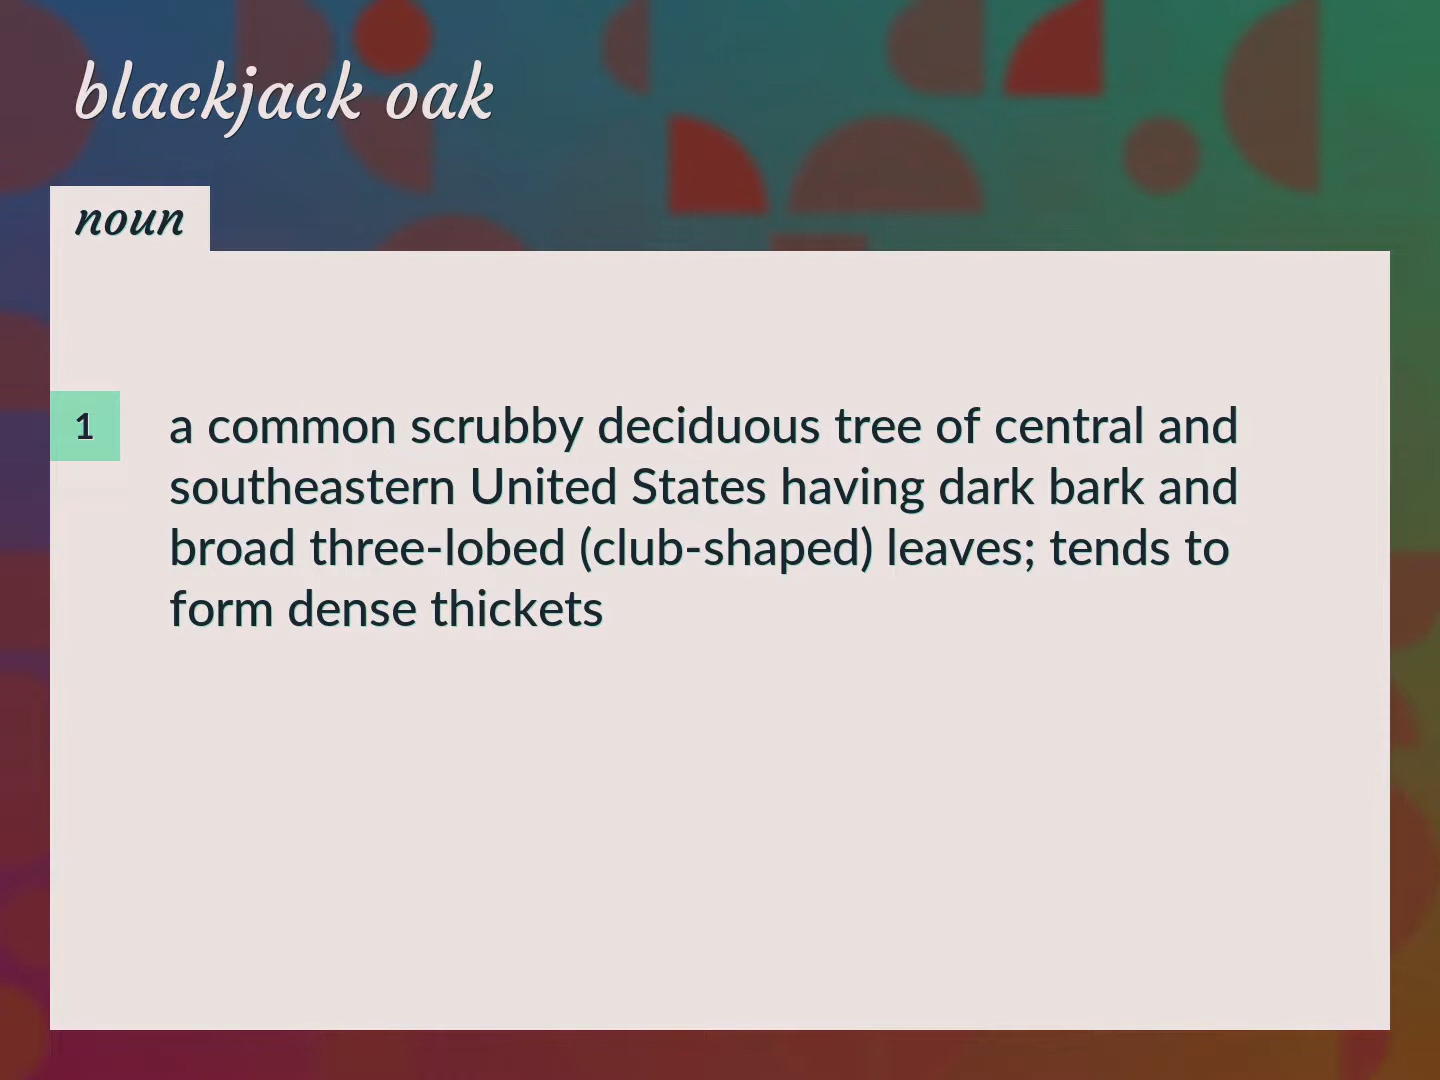 blackjack oak
noun
1
a common scrubby deciduous tree of central and
southeastern United States having dark bark and
broad three-lobed (club-shaped) leaves; tends to
form dense thickets